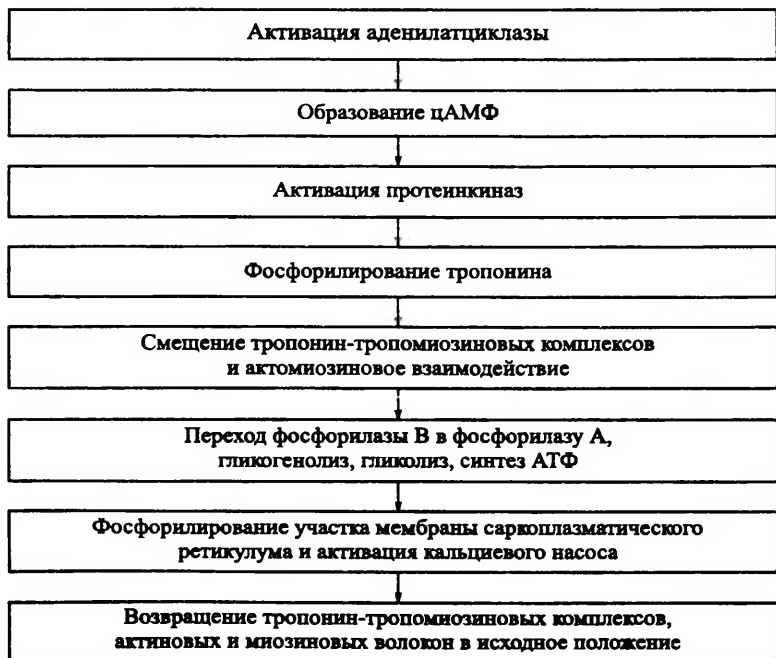 Активация аденилатциклазы
Образование цАМФ
Активация протеинкиназ
Фосфорилирование тропонина
Смещение тропонин-тропомиозиновых комплексов
и актомиозиновое взаимодействие
Переход фосфорилазы В в фосфорилазу А,
гликогенолиз, гликолиз, синтез АТФ
Фосфорилирование участка мембраны саркоплазматического
ретикулума и активация кальциевого насоса
Возвращение тропонин-тропомиозиновых комплексов,
актиновых и миозиновых волокон в исходное положение